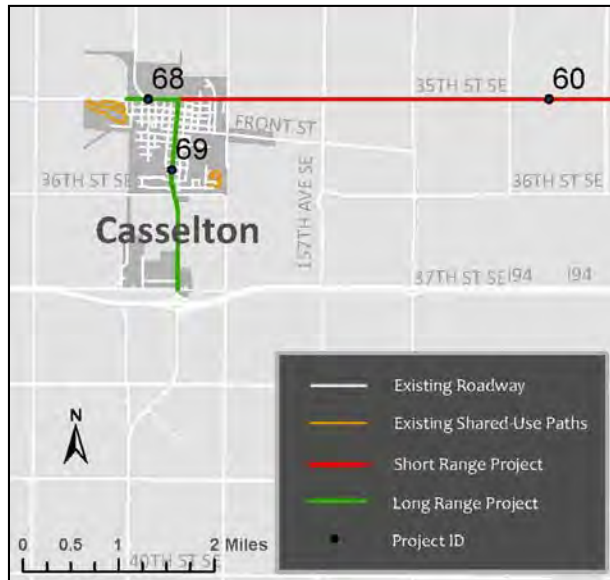 68
60
35TH ST SE
FRONT ST
69
36TH ST SE
157TH AVE SE
36TH ST SE
Casselton
37TH ST SE
I94
I94
Existing Roadway
N
Existing Shared-Use Paths
Short Range Project
Long Range Project
Project ID
0 0.5 1 2 Miles
40TH ST SE